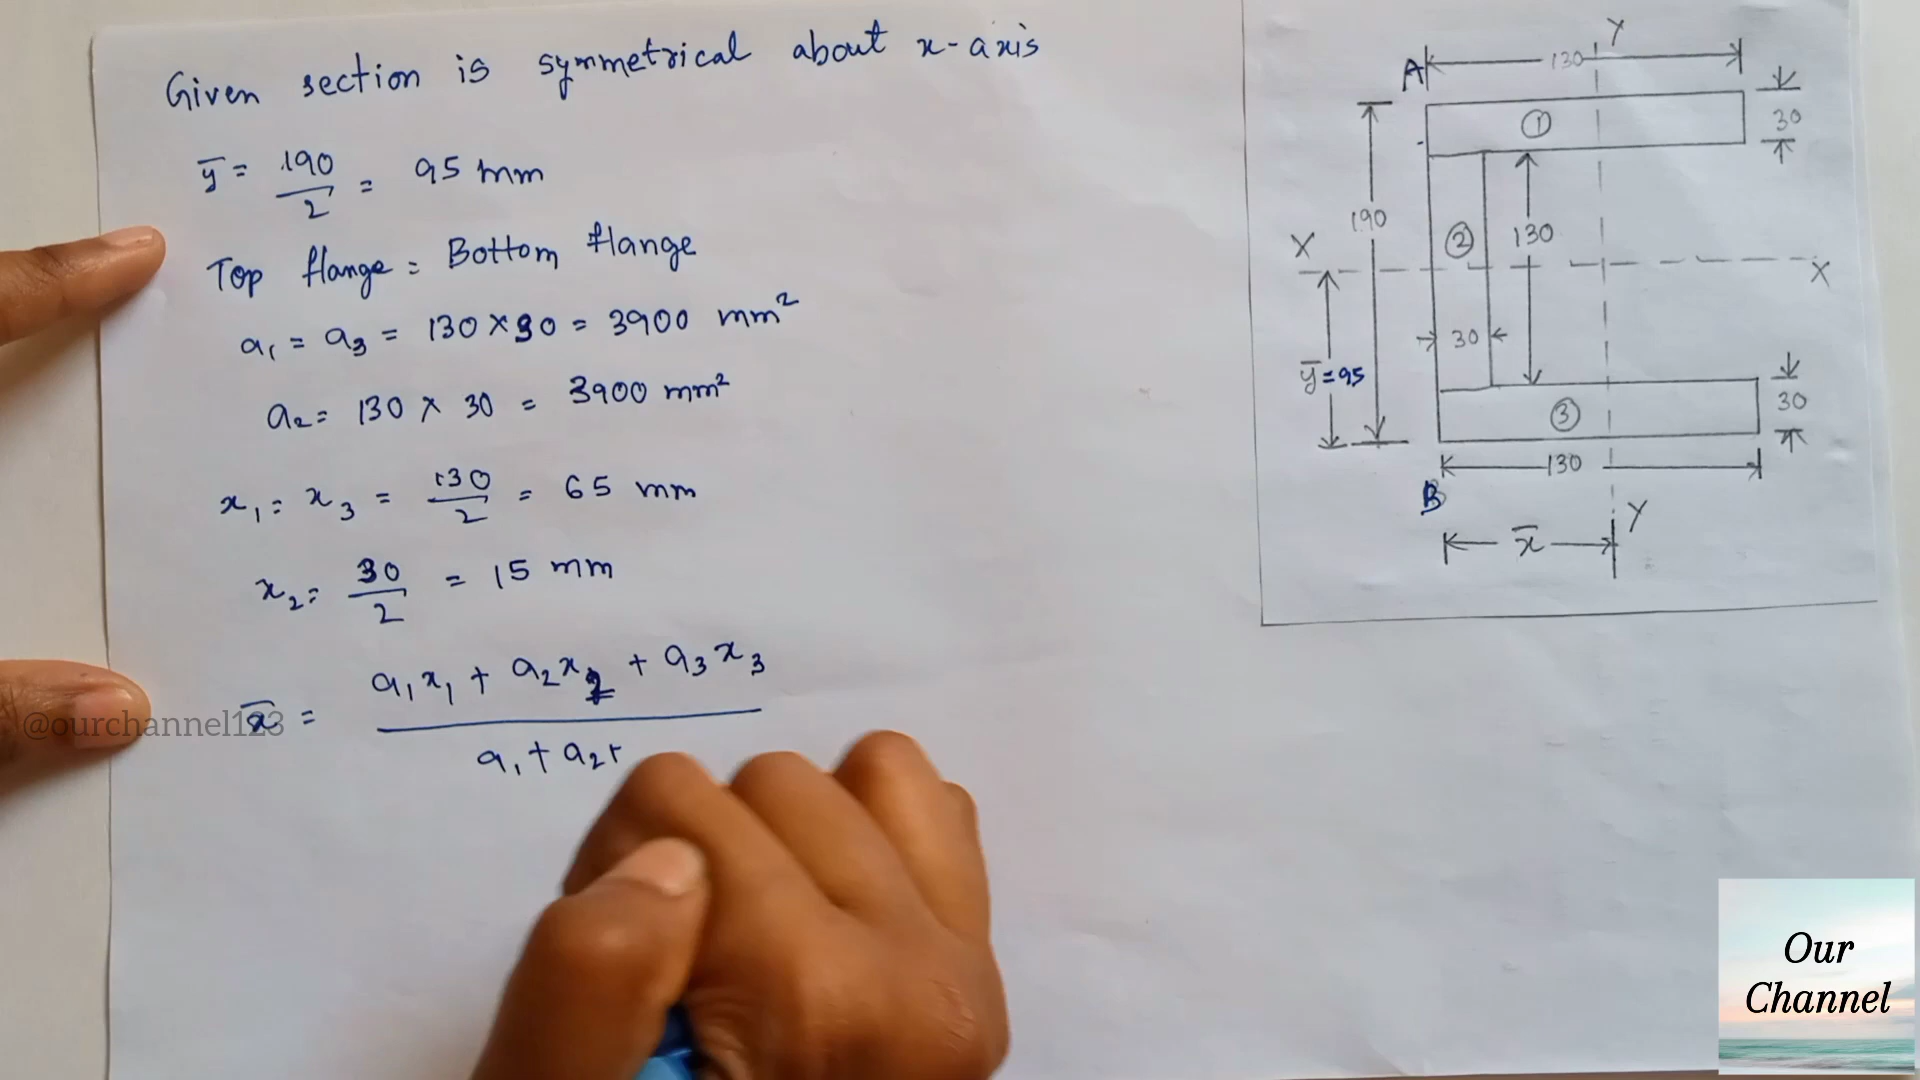 Given section is symmetrical about x-axis
y̅ = 190/2 = 95 mm
Top flange = Bottom flange
a₁ = a₃ = 130 × 30 = 3900 mm²
a₂ = 130 × 30 = 3900 mm²
x₁ = x₃ = 130/2 = 65 mm
x₂ = 30/2 = 15 mm
x̅ = a₁x₁ + a₂x₂ + a₃x₃
a₁ + a₂ +
@ourchannel123
Y
A
130
30
①
190
②
130
X
X
30
y̅ = 95
30
③
130
B
Y
x̅
Our
Channel